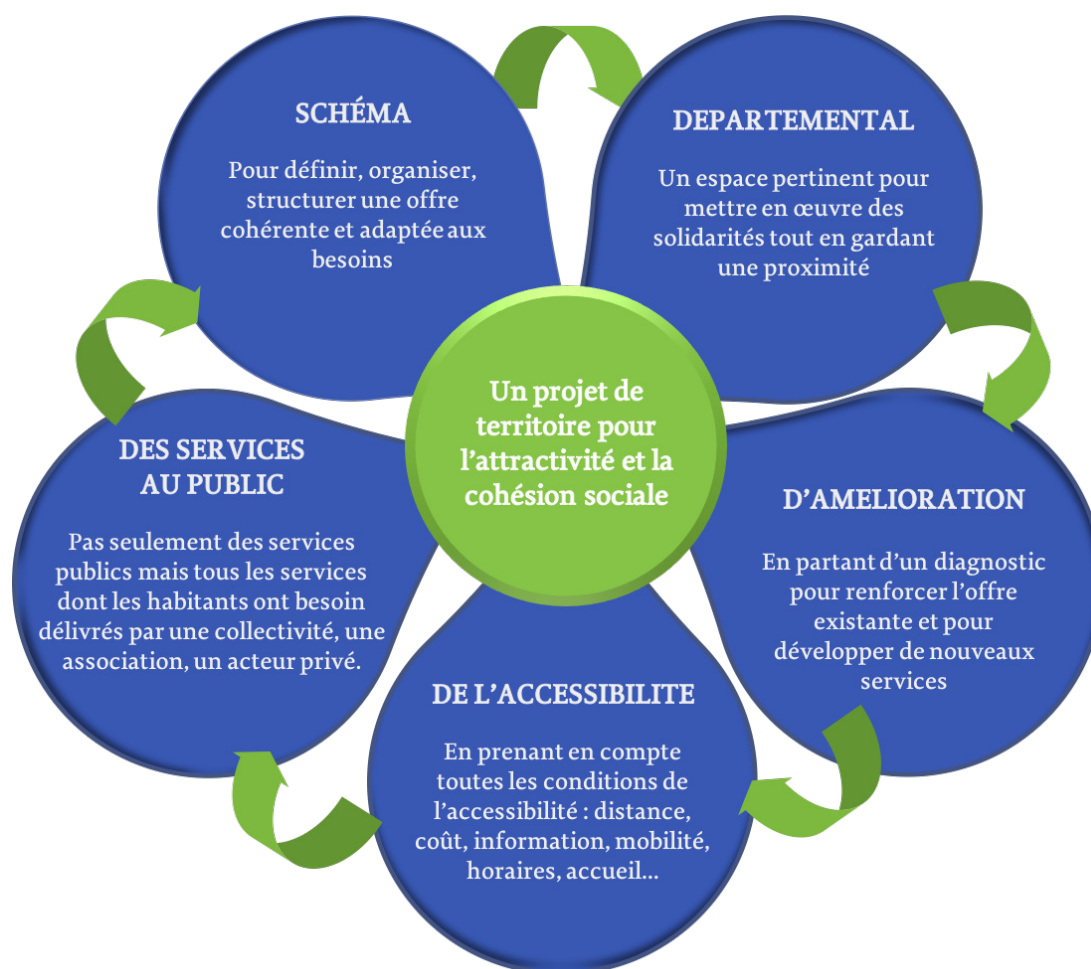 SCHÉMA
Pour définir, organiser,
structurer une offre
cohérente et adaptée aux
besoins
DEPARTEMENTAL
Un espace pertinent pour
mettre en œuvre des
solidarités tout en gardant
une proximité
D’AMELIORATION
En partant d’un diagnostic
pour renforcer l’offre
existante et pour
développer de nouveaux
services
DE L’ACCESSIBILITE
En prenant en compte
toutes les conditions de
l’accessibilité : distance,
coût, information, mobilité,
horaires, accueil...
DES SERVICES
AU PUBLIC
Pas seulement des services
publics mais tous les services
dont les habitants ont besoin
délivrés par une collectivité, une
association, un acteur privé.
Un projet de
territoire pour
l’attractivité et la
cohésion sociale